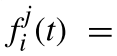 $f_i^j(t) =$